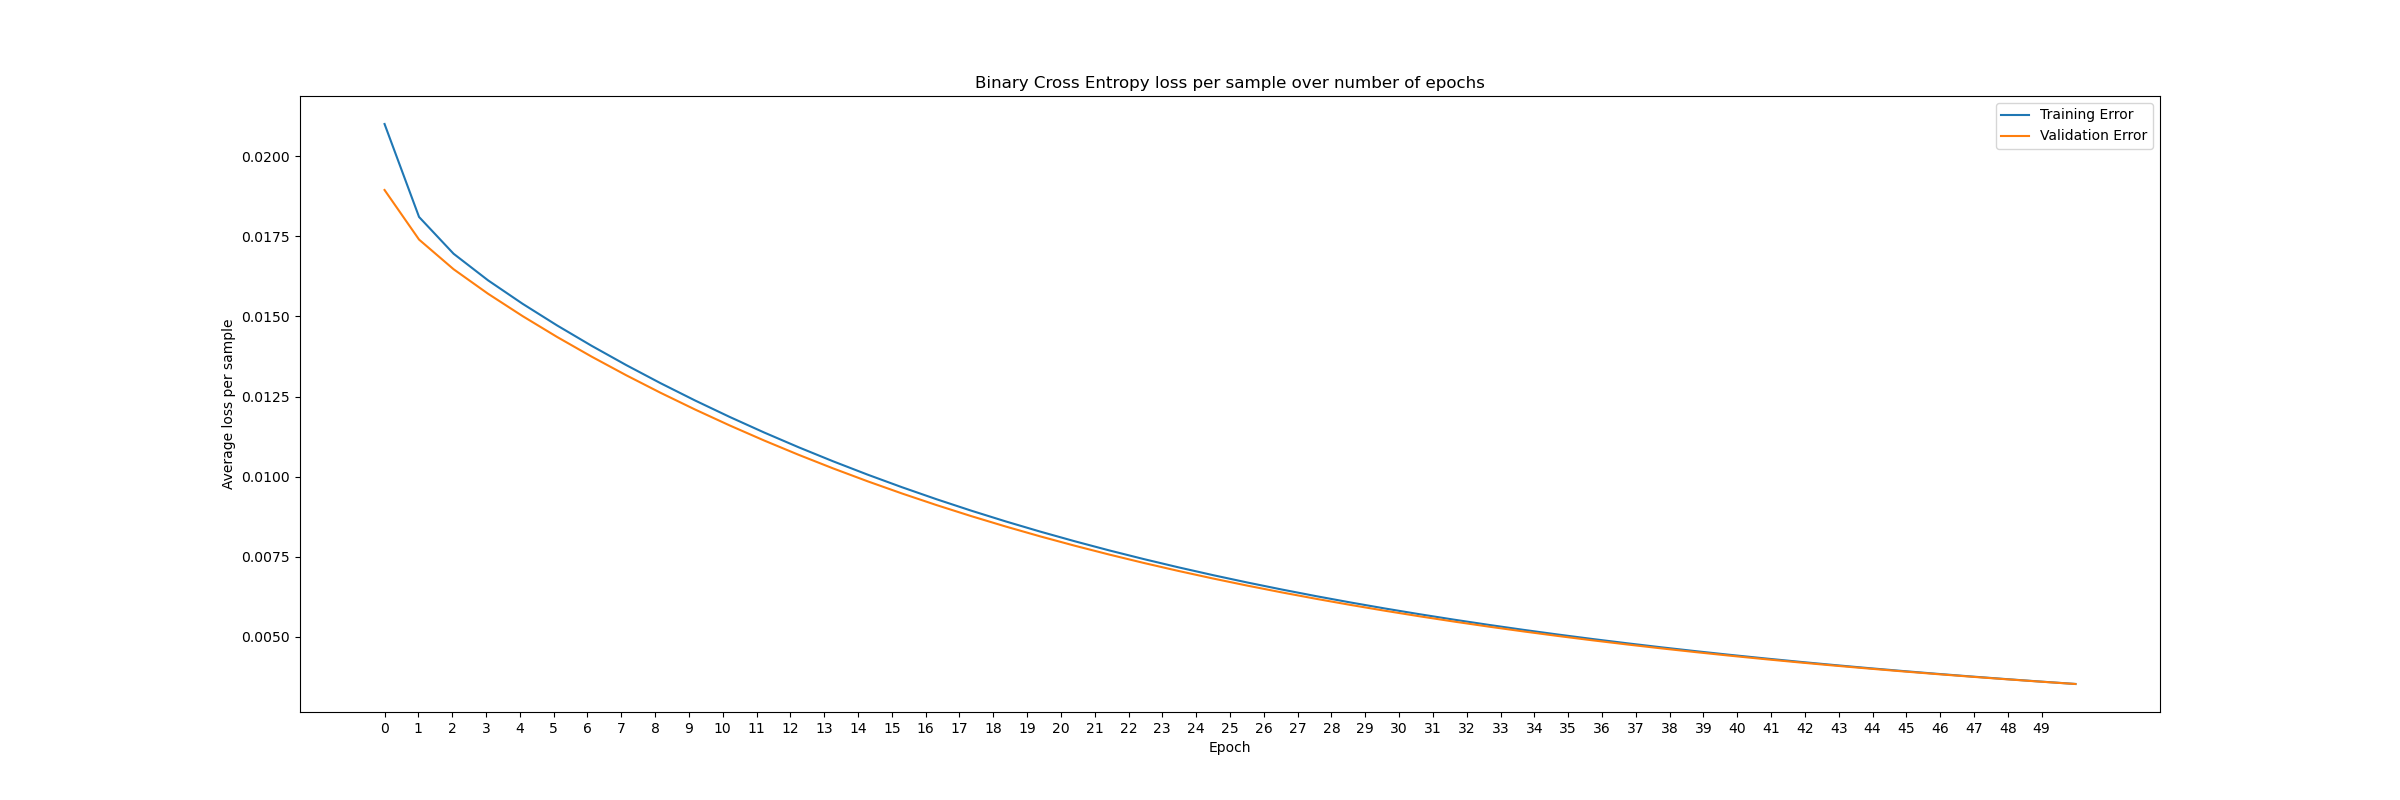 Binary Cross Entropy loss per sample over number of epochs
Training Error
Validation Error
0.0200
0.0175
0.0150
0.0125
0.0100
0.0075
0.0050
Average loss per sample
0 1 2 3 4 5 6 7 8 9 10 11 12 13 14 15 16 17 18 19 20 21 22 23 24 25 26 27 28 29 30 31 32 33 34 35 36 37 38 39 40 41 42 43 44 45 46 47 48 49
Epoch